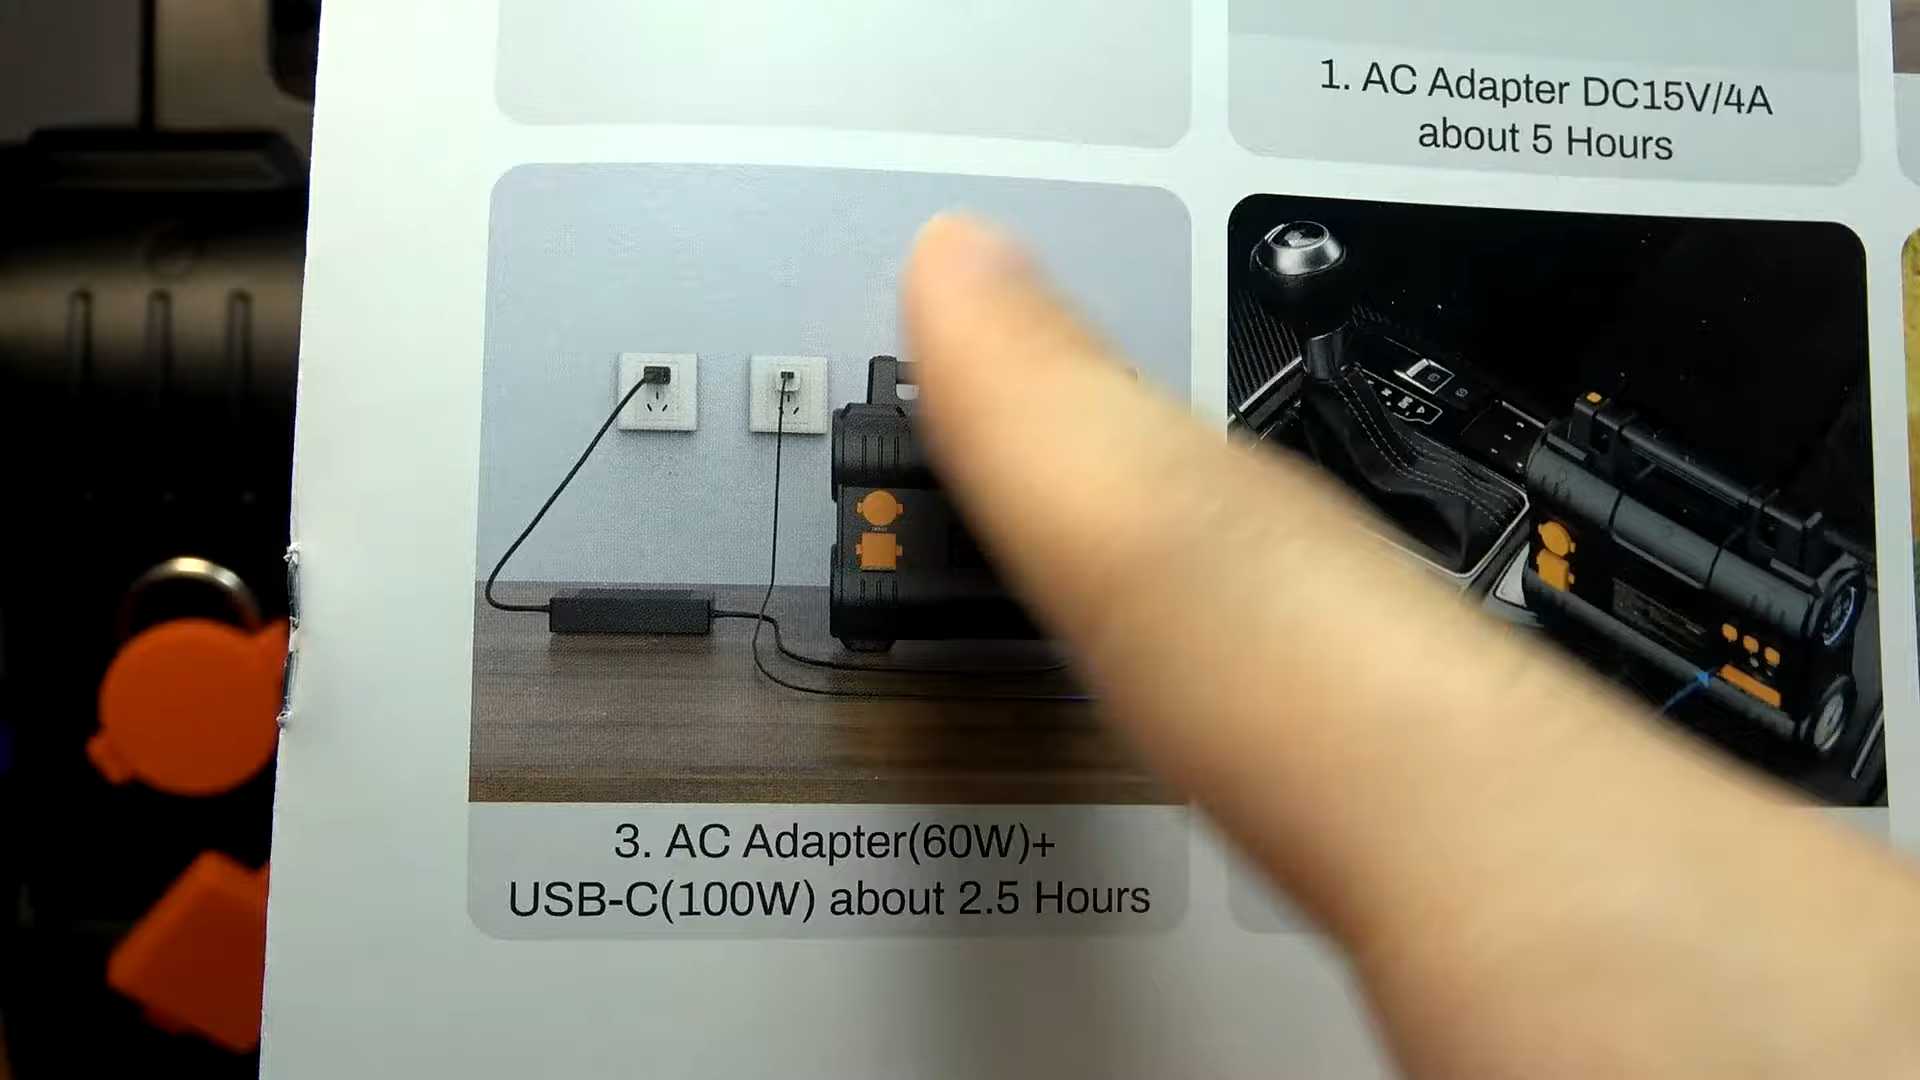 1. AC Adapter DC15V/4A
about 5 Hours
3. AC Adapter(60W)+
USB-C(100W) about 2.5 Hours